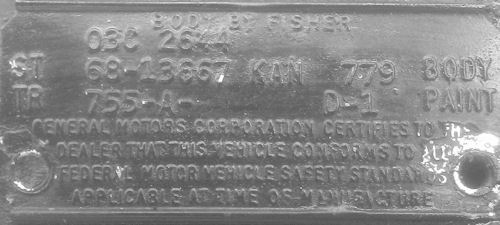 BODY BY FISHER
03C 2644
ST 68-13667 KAN 779 BODY
TR 755-A- D-1 PAINT
GENERAL MOTORS CORPORATION CERTIFIES TO THE
DEALER THAT THIS VEHICLE CONFORMS TO ALL
FEDERAL MOTOR VEHICLE SAFETY STANDARDS
APPLICABLE AT TIME OF MANUFACTURE